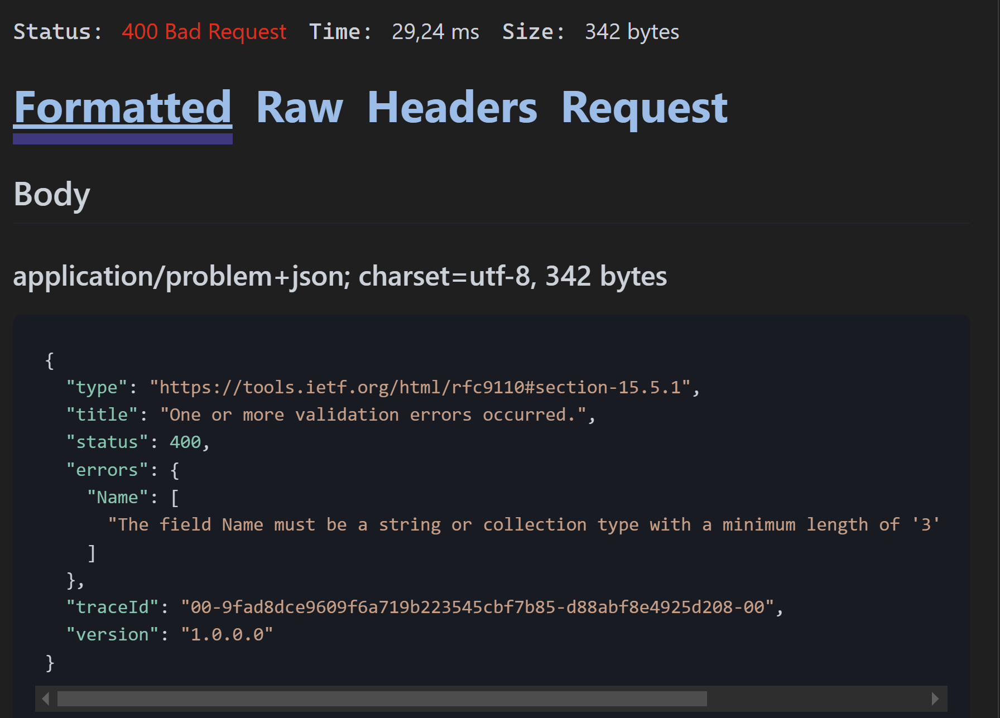 Status: 400 Bad Request Time: 29,24 ms Size: 342 bytes
Formatted Raw Headers Request
Body
application/problem+json; charset=utf-8, 342 bytes
{
  "type": "https://tools.ietf.org/html/rfc9110#section-15.5.1",
  "title": "One or more validation errors occurred.",
  "status": 400,
  "errors": {
    "Name": [
      "The field Name must be a string or collection type with a minimum length of '3'
    ]
  },
  "traceId": "00-9fad8dce9609f6a719b223545cbf7b85-d88abf8e4925d208-00",
  "version": "1.0.0.0"
}